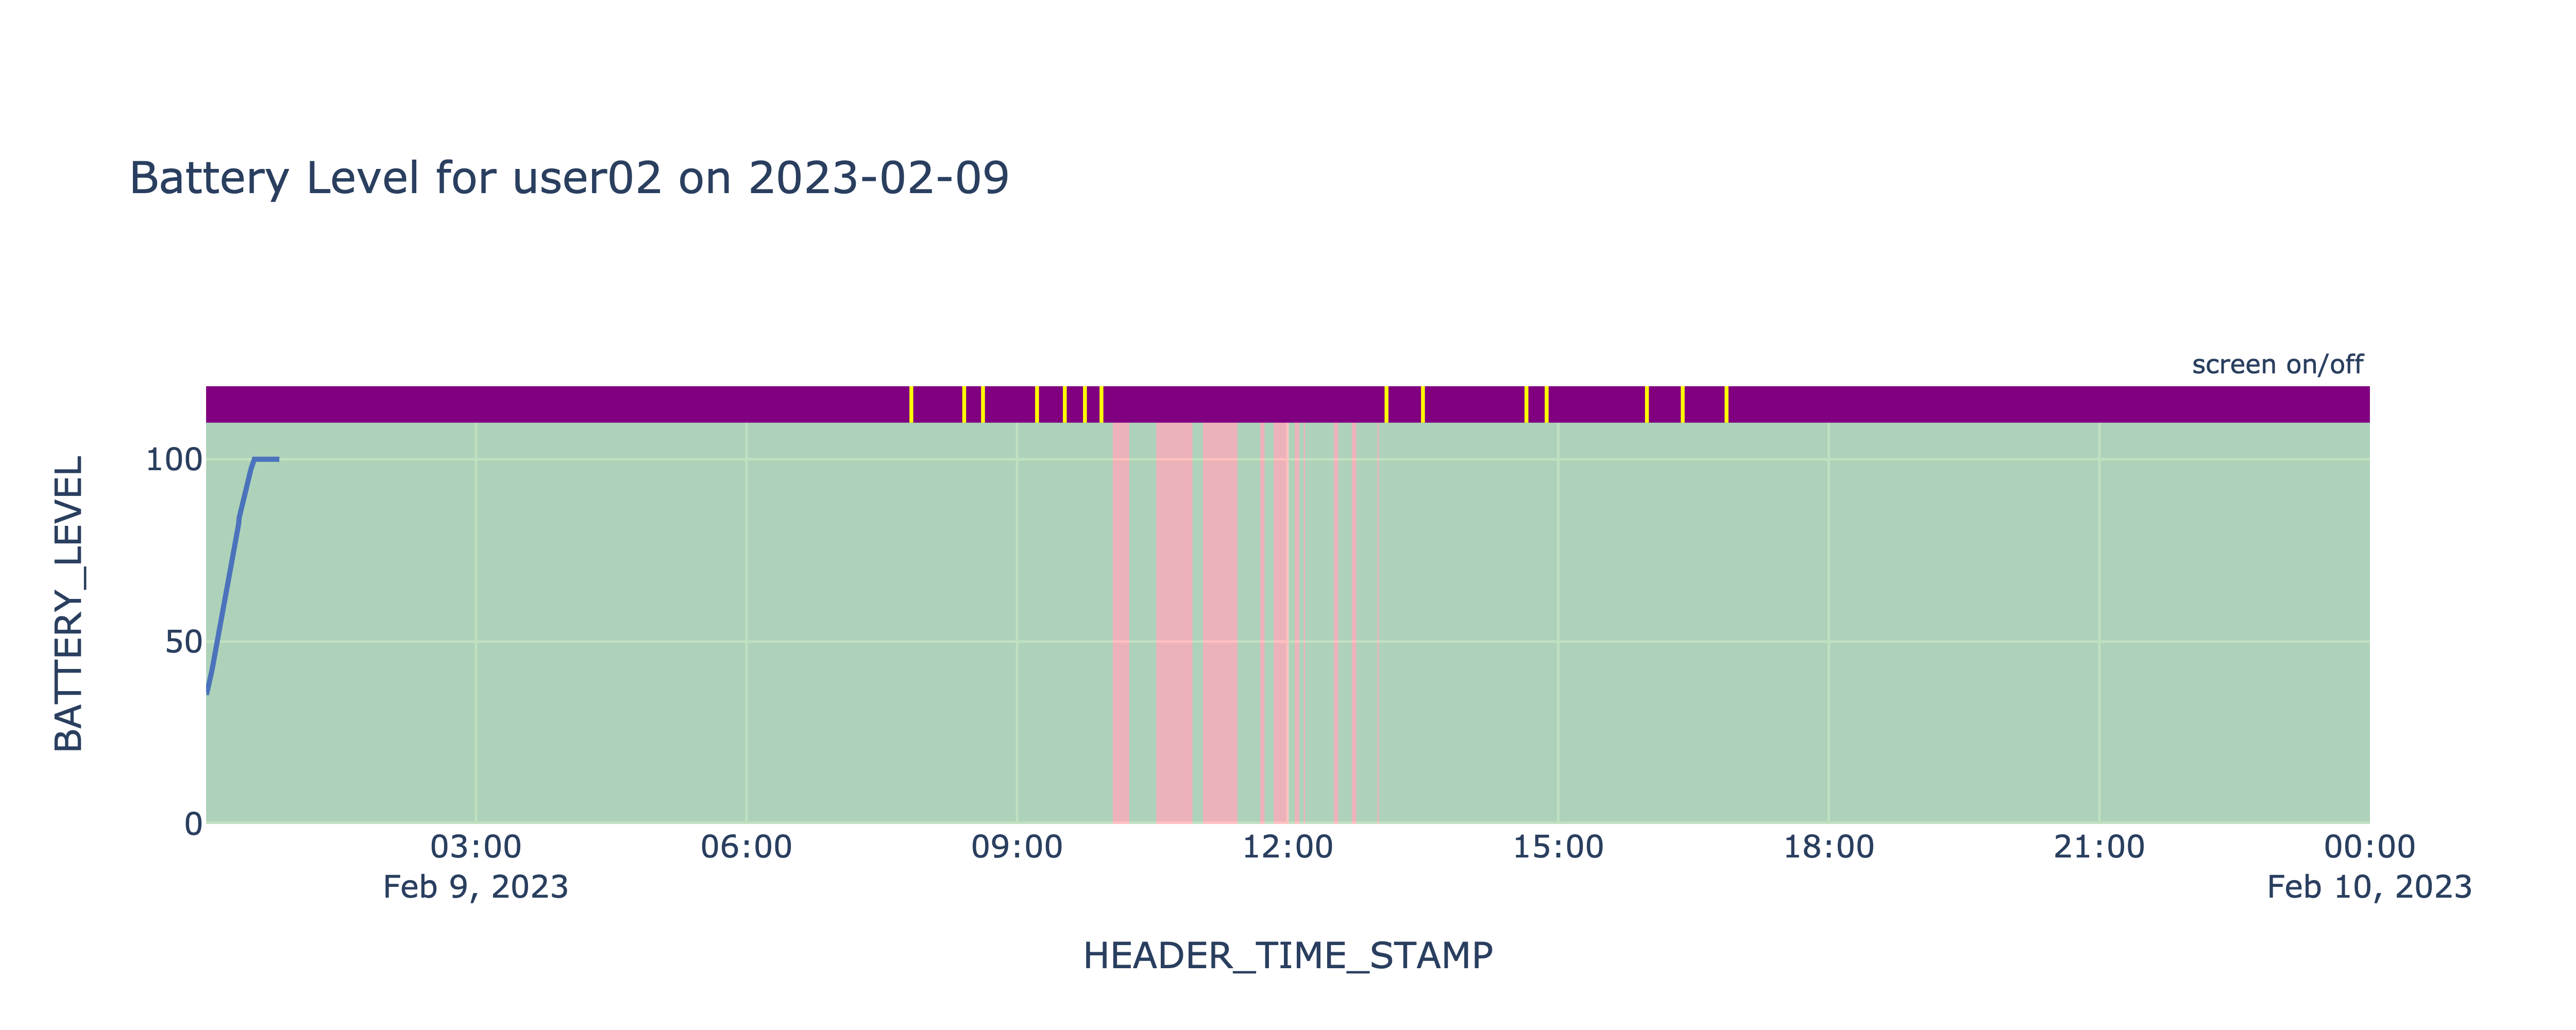 Battery Level for user02 on 2023-02-09
screen on/off
BATTERY_LEVEL
100
50
0
03:00 06:00 09:00 12:00 15:00 18:00 21:00 00:00
Feb 9, 2023 Feb 10, 2023
HEADER_TIME_STAMP